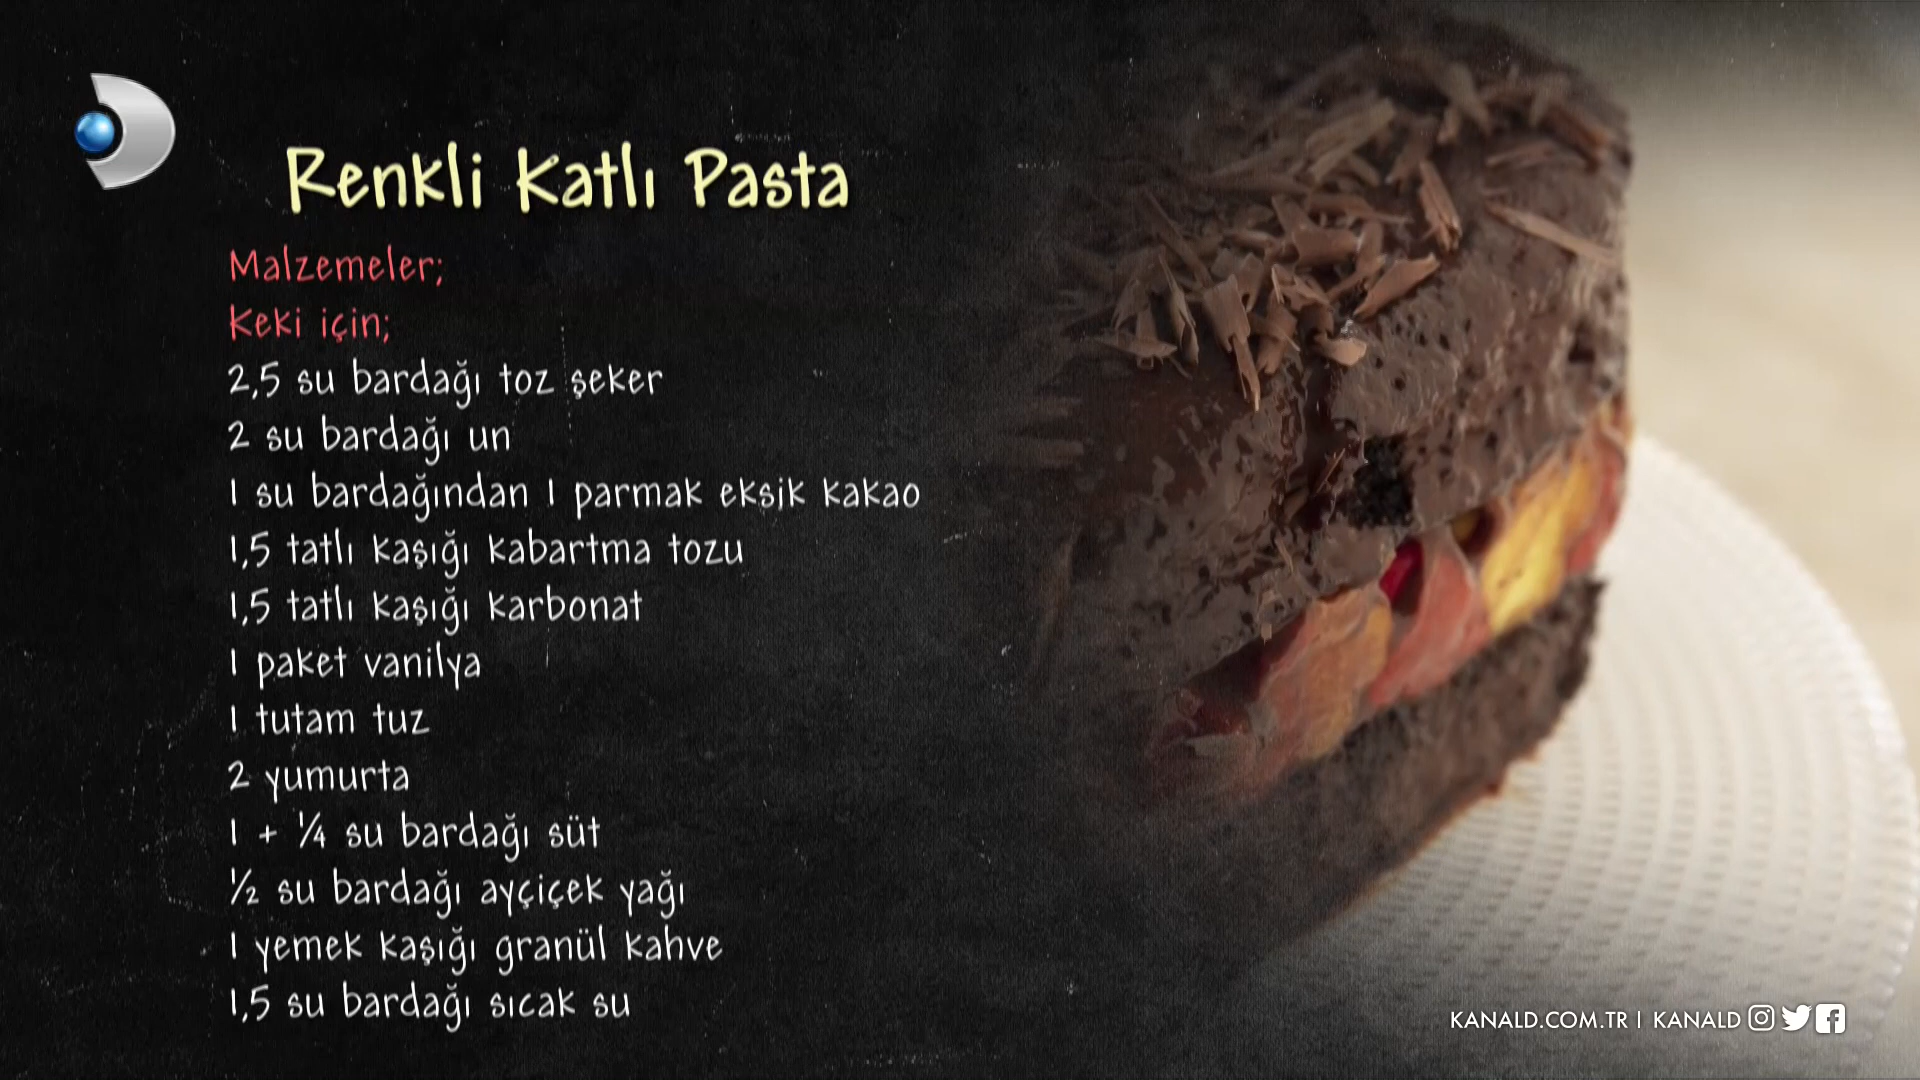 Renkli Katlı Pasta
Malzemeler;
Keki için;
2,5 su bardağı toz şeker
2 su bardağı un
1 su bardağından 1 parmak eksik kakao
1,5 tatlı kaşığı kabartma tozu
1,5 tatlı kaşığı karbonat
1 paket vanilya
1 tutam tuz
2 yumurta
1 + ¼ su bardağı süt
½ su bardağı ayçiçek yağı
1 yemek kaşığı granül kahve
1,5 su bardağı sıcak su
KANALD.COM.TR | KANALD